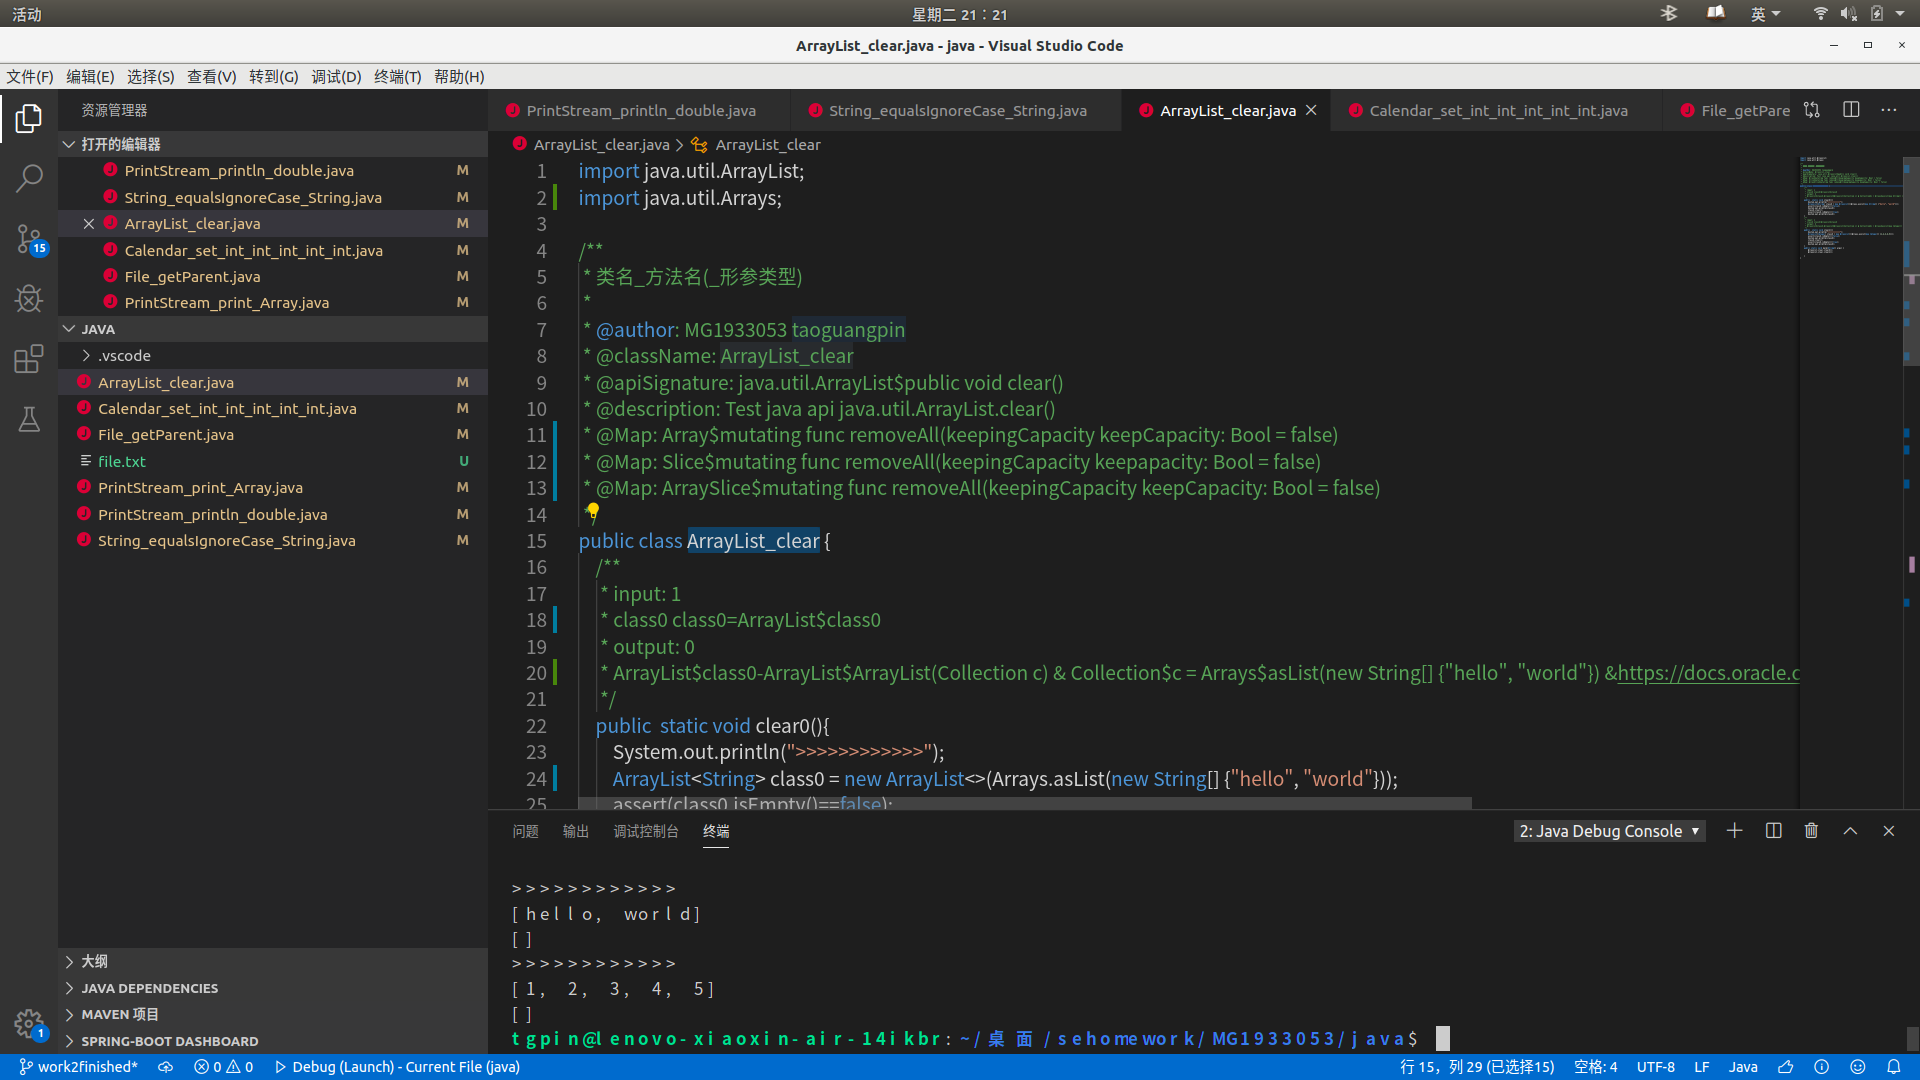 活动
星期二 21：21
英
ArrayList_clear.java - java - Visual Studio Code
文件(F) 编辑(E) 选择(S) 查看(V) 转到(G) 调试(D) 终端(T) 帮助(H)
资源管理器
打开的编辑器
PrintStream_println_double.java M
String_equalsIgnoreCase_String.java M
ArrayList_clear.java M
Calendar_set_int_int_int_int_int.java M
File_getParent.java M
PrintStream_print_Array.java M
JAVA
.vscode
ArrayList_clear.java M
Calendar_set_int_int_int_int_int.java M
File_getParent.java M
file.txt U
PrintStream_print_Array.java M
PrintStream_println_double.java M
String_equalsIgnoreCase_String.java M
大纲
JAVA DEPENDENCIES
MAVEN 项目
SPRING-BOOT DASHBOARD
15
1
PrintStream_println_double.java String_equalsIgnoreCase_String.java ArrayList_clear.java Calendar_set_int_int_int_int_int.java File_getPare
ArrayList_clear.java ArrayList_clear
1 import java.util.ArrayList;
2 import java.util.Arrays;
3
4 /**
5 * 类名_方法名(_形参类型)
6 *
7 * @author: MG1933053 taoguangpin
8 * @className: ArrayList_clear
9 * @apiSignature: java.util.ArrayList$public void clear()
10 * @description: Test java api java.util.ArrayList.clear()
11 * @Map: Array$mutating func removeAll(keepingCapacity keepCapacity: Bool = false)
12 * @Map: Slice$mutating func removeAll(keepingCapacity keepapacity: Bool = false)
13 * @Map: ArraySlice$mutating func removeAll(keepingCapacity keepCapacity: Bool = false)
14 */
15 public class ArrayList_clear {
16 /**
17 * input: 1
18 * class0 class0=ArrayList$class0
19 * output: 0
20 * ArrayList$class0-ArrayList$ArrayList(Collection c) & Collection$c = Arrays$asList(new String[] {"hello", "world"}) &https://docs.oracle.c
21 */
22 public  static void clear0(){
23 System.out.println(">>>>>>>>>>>>");
24 ArrayList<String> class0 = new ArrayList<>(Arrays.asList(new String[] {"hello", "world"}));
25 assert(class0.isEmpty()==false);
问题 输出 调试控制台 终端
2: Java Debug Console
>>>>>>>>>>>>
[hello, world]
[]
>>>>>>>>>>>>
[1, 2, 3, 4, 5]
[]
tgpin@lenovo-xiaoxin-air-14ikbr:~/桌面/sehomework/MG1933053/java$
work2finished* 0 0 Debug (Launch) - Current File (java)
行 15，列 29 (已选择15) 空格: 4 UTF-8 LF Java